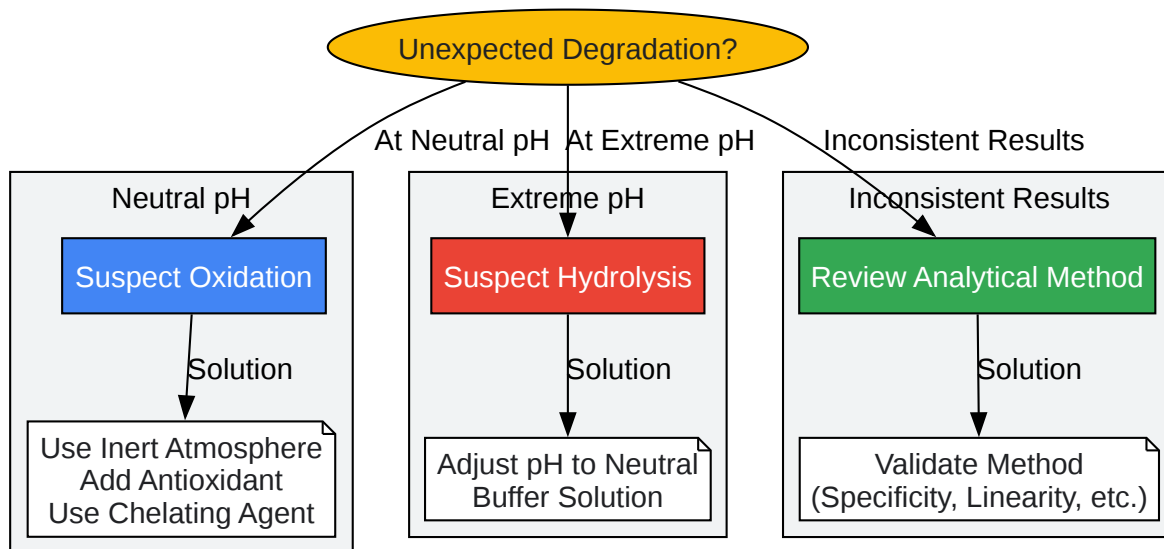 Unexpected Degradation?
At Neutral pH
At Extreme pH
Inconsistent Results
Neutral pH
Extreme pH
Inconsistent Results
Suspect Oxidation
Suspect Hydrolysis
Review Analytical Method
Solution
Solution
Solution
Use Inert Atmosphere
Add Antioxidant
Use Chelating Agent
Adjust pH to Neutral
Buffer Solution
Validate Method
(Specificity, Linearity, etc.)